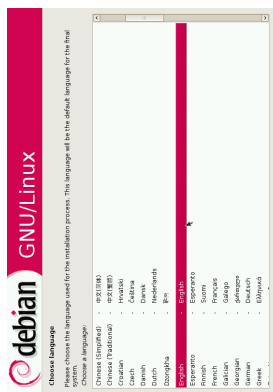 debian GNU/Linux
Choose language
Please choose the language used for the installation process. This language will be the default language for the final
system.
Choose a language:
Chinese (Simplified) - 中文(简体)
Chinese (Traditional) - 中文(繁體)
Croatian - Hrvatski
Czech - Čeština
Danish - Dansk
Dutch - Nederlands
Dzongkha - རྫོང་ཁ
English - English
Esperanto - Esperanto
Finnish - Suomi
French - Français
Galician - Galego
Georgian - ქართული
German - Deutsch
Greek - Ελληνικά